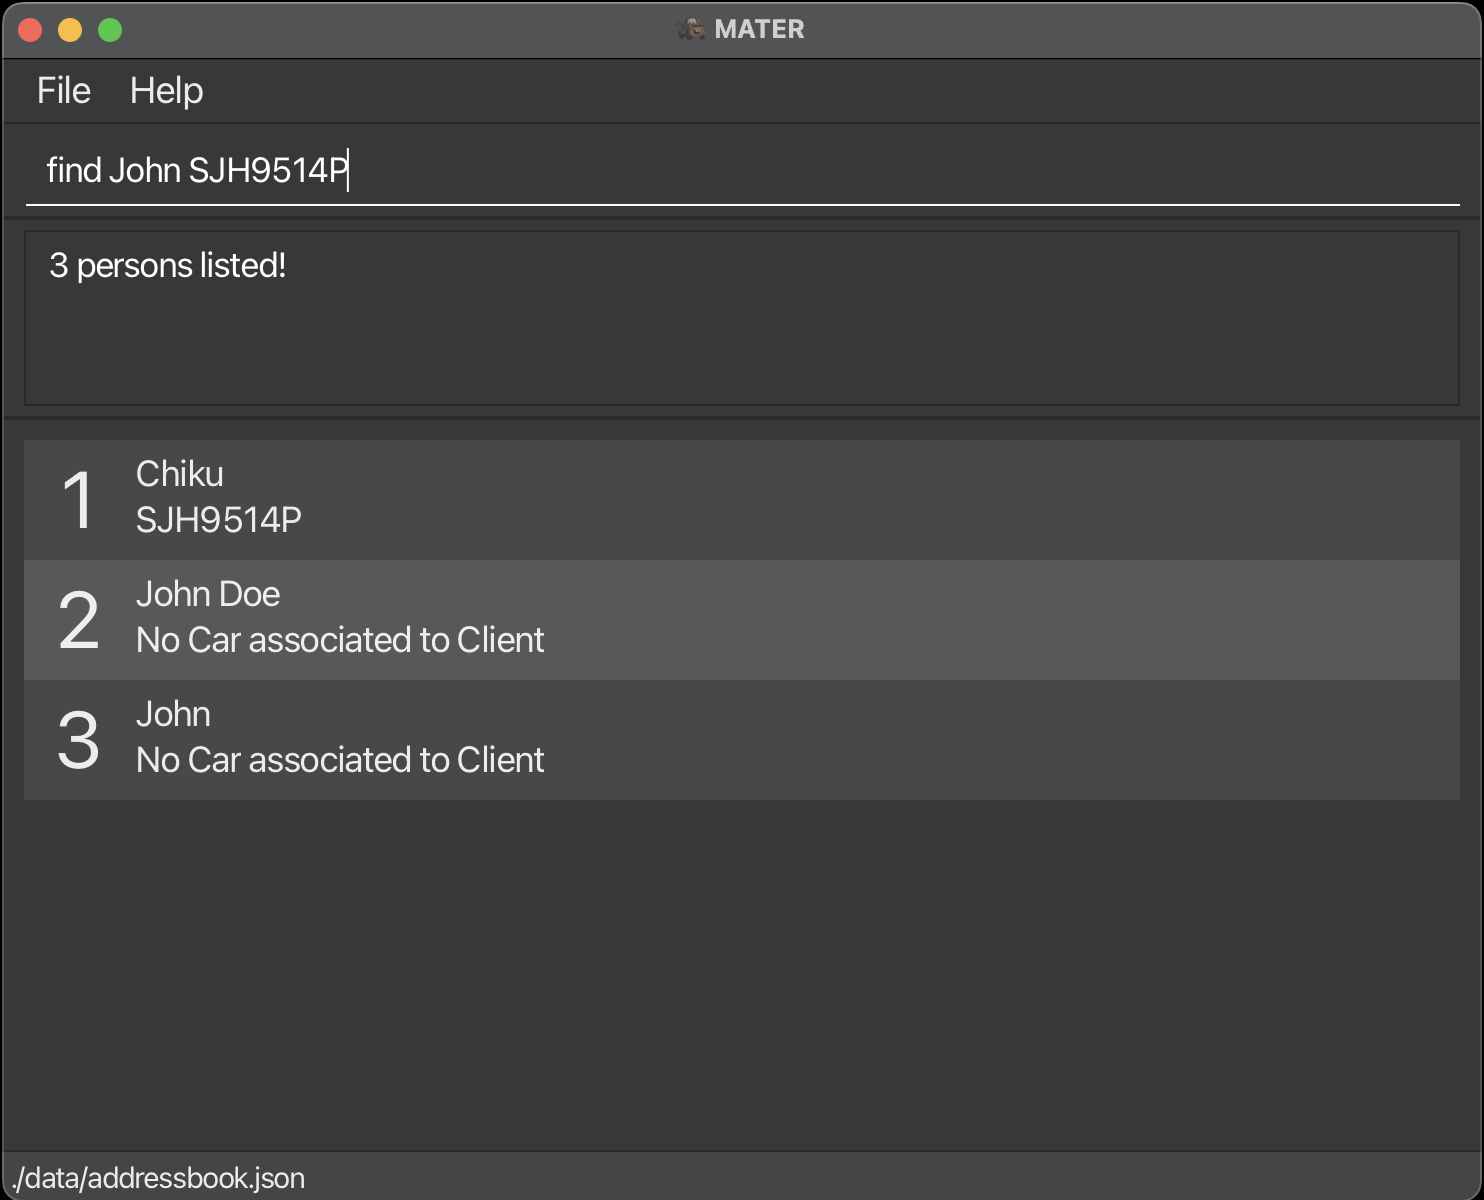 MATER
File Help
find John SJH9514P
3 persons listed!
1
Chiku
SJH9514P
2
John Doe
No Car associated to Client
3
John
No Car associated to Client
./data/addressbook.json